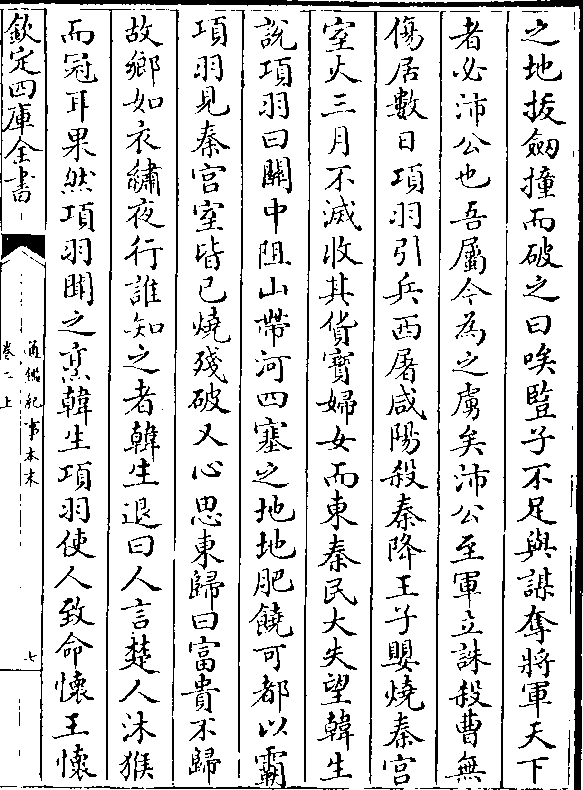 之地拔劒撞而破之曰唉豎子不足與謀奪將軍天下
者必沛公也吾屬今為之虜矣沛公至軍立誅殺曹無
傷居數日項羽引兵西屠咸陽殺秦降王子嬰燒秦宫
室火三月不滅收其貨寳婦女而東秦民大失望韓生
說項羽曰關中阻山帶河四塞之地地肥饒可都以霸
項羽見秦宫室皆已燒殘破又心思東歸曰富貴不歸
故鄉如衣繡夜行誰知之者韓生退曰人言楚人沐猴
而冠耳果然項羽聞之烹韓生項羽使人致命懷王懷
欽定四庫全書
通鑑紀事本末
卷二上
七